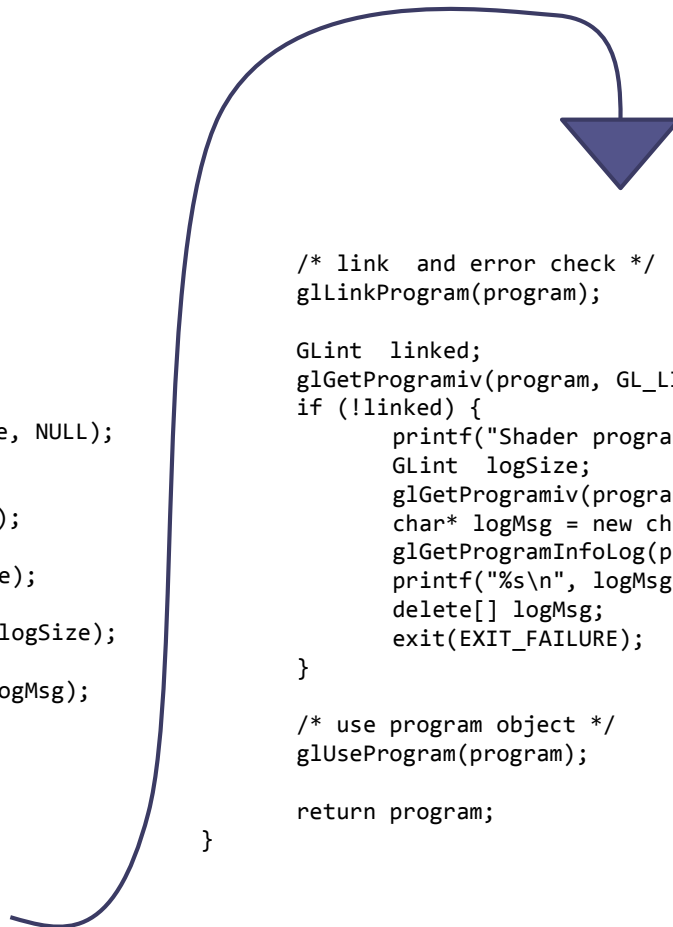 e, NULL);
);
e);
logSize);
ogMsg);
/* link  and error check */
glLinkProgram(program);
GLint  linked;
glGetProgramiv(program, GL_LI
if (!linked) {
printf("Shader progra
GLint  logSize;
glGetProgramiv(progra
char* logMsg = new ch
glGetProgramInfoLog(p
printf("%s\n", logMsg
delete[] logMsg;
exit(EXIT_FAILURE);
}
/* use program object */
glUseProgram(program);
return program;
}